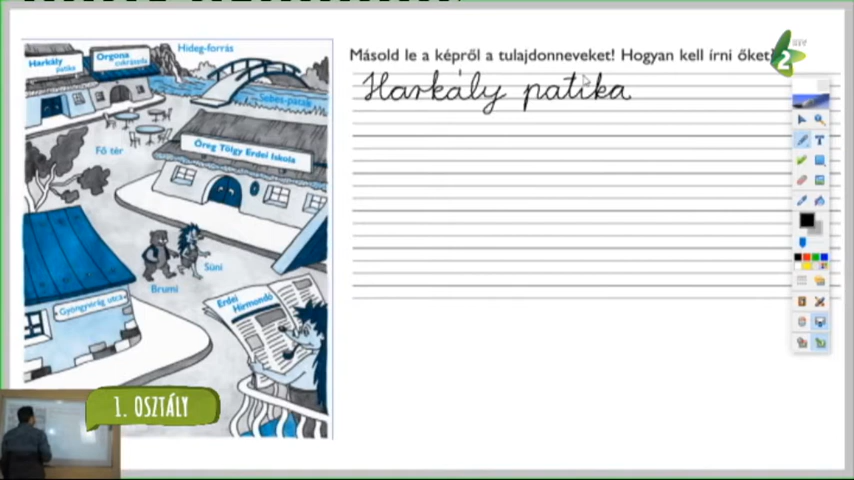 Harkály
patika
Orgona
cukrászda
Hideg-forrás
Sebes-patak
Fő tér
Öreg Tölgy Erdei Iskola
Süni
Brumi
Gyöngyvirág utca
Erdei
Hírmondó
Másold le a képről a tulajdonneveket! Hogyan kell írni őket?
Harkály patika
2
1. OSZTÁLY